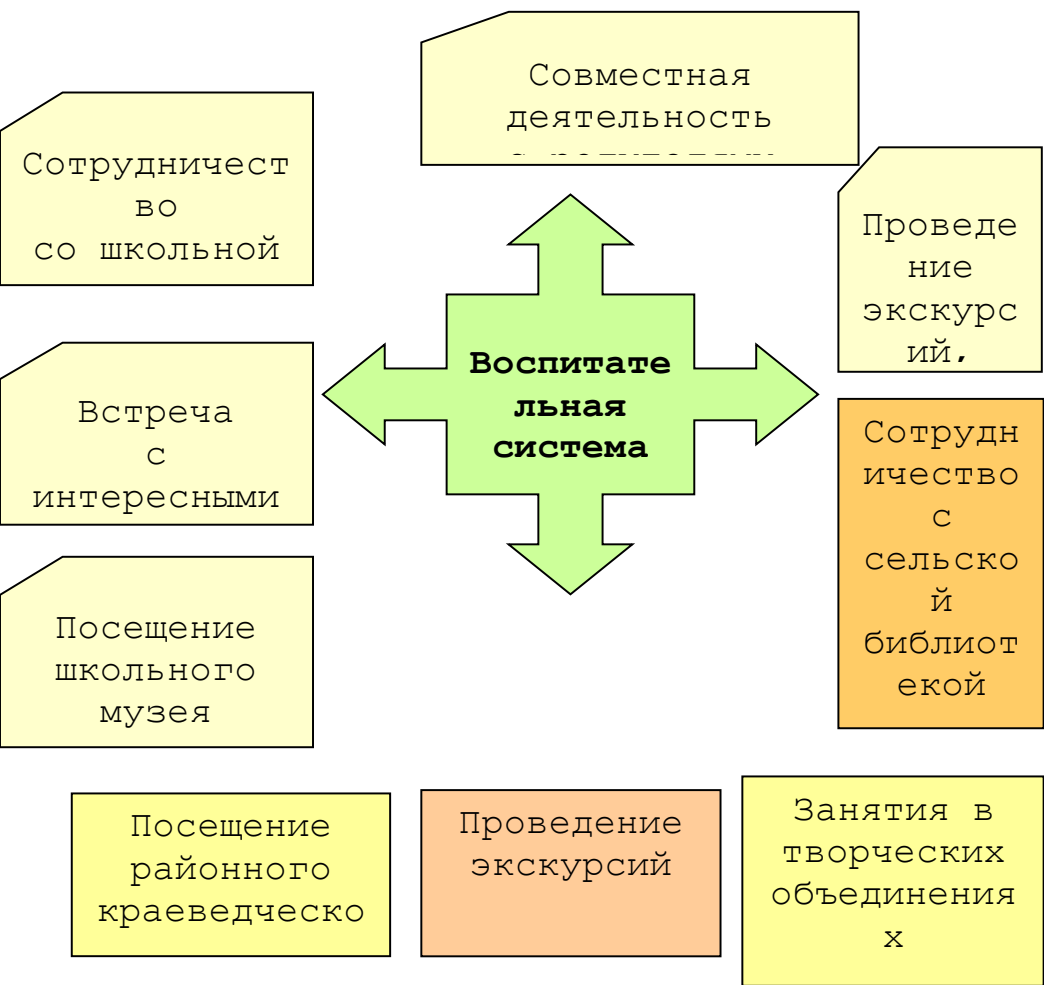 Совместная
деятельность
Сотрудничест
во
со школьной
Проведе
ние
экскурс
ий,
Воспитате
льная
система
Встреча
с
интересными
Сотрудн
ичество
с
сельско
й
библиот
екой
Посещение
школьного
музея
Посещение
районного
краеведческо
Проведение
экскурсий
Занятия в
творческих
объединения
х